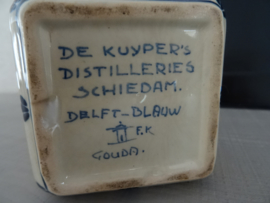 DE KUYPER'S
DISTILLERIES
SCHIEDAM.
DELFT-BLAUW
F.K
GOUDA.